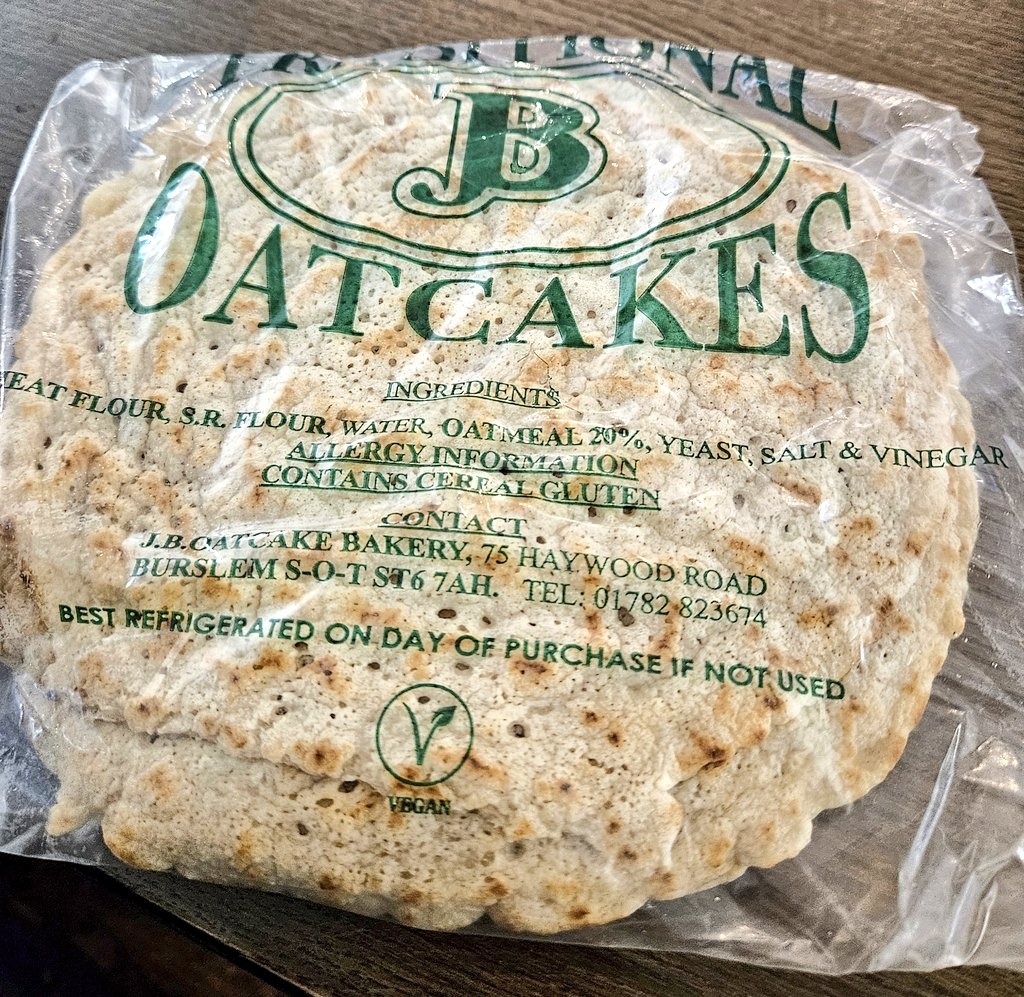 TRADITIONAL
JB
OATCAKES
INGREDIENTS
EAT FLOUR, S.R. FLOUR, WATER, OATMEAL 20%, YEAST, SALT & VINEGAR
ALLERGY INFORMATION
CONTAINS CEREAL GLUTEN
CONTACT
J.B. OATCAKE BAKERY, 75 HAYWOOD ROAD
BURSLEM S-O-T ST6 7AH. TEL: 01782 823674
BEST REFRIGERATED ON DAY OF PURCHASE IF NOT USED
V
VEGAN